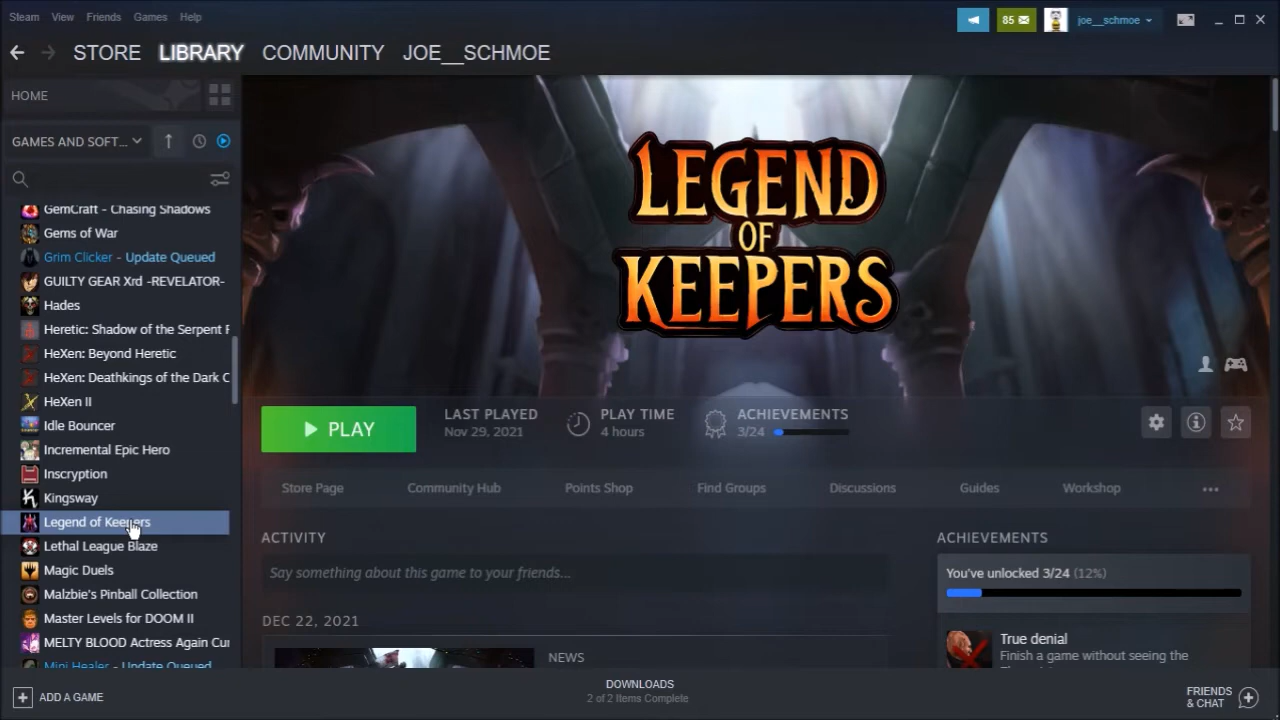 Steam View Friends Games Help
85
joe__schmoe
STORE LIBRARY COMMUNITY JOE__SCHMOE
HOME
GAMES AND SOFT...
GemCraft - Chasing Shadows
Gems of War
Grim Clicker - Update Queued
GUILTY GEAR Xrd -REVELATOR-
Hades
Heretic: Shadow of the Serpent R
HeXen: Beyond Heretic
HeXen: Deathkings of the Dark C
HeXen II
Idle Bouncer
Incremental Epic Hero
Inscryption
Kingsway
Legend of Keepers
Lethal League Blaze
Magic Duels
Malzbie's Pinball Collection
Master Levels for DOOM II
MELTY BLOOD Actress Again Cur
Mini Healer - Update Queued
LEGEND
OF
KEEPERS
PLAY
LAST PLAYED
Nov 29, 2021
PLAY TIME
4 hours
ACHIEVEMENTS
3/24
Store Page Community Hub Points Shop Find Groups Discussions Guides Workshop ...
ACTIVITY
Say something about this game to your friends...
DEC 22, 2021
NEWS
ACHIEVEMENTS
You've unlocked 3/24 (12%)
True denial
Finish a game without seeing the
ADD A GAME
DOWNLOADS
2 of 2 Items Complete
FRIENDS
& CHAT